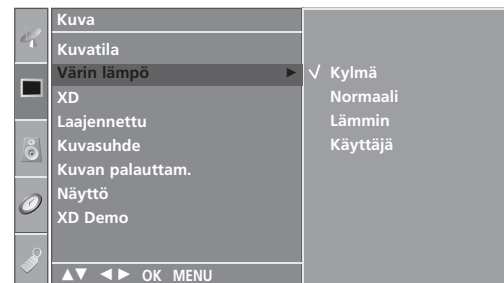 Kuva
Kuvatila
Värin lämpö ► √ Kylmä
XD Normaali
Laajennettu Lämmin
Kuvasuhde Käyttäjä
Kuvan palauttam.
Näyttö
XD Demo
▲▼ ◄► OK MENU